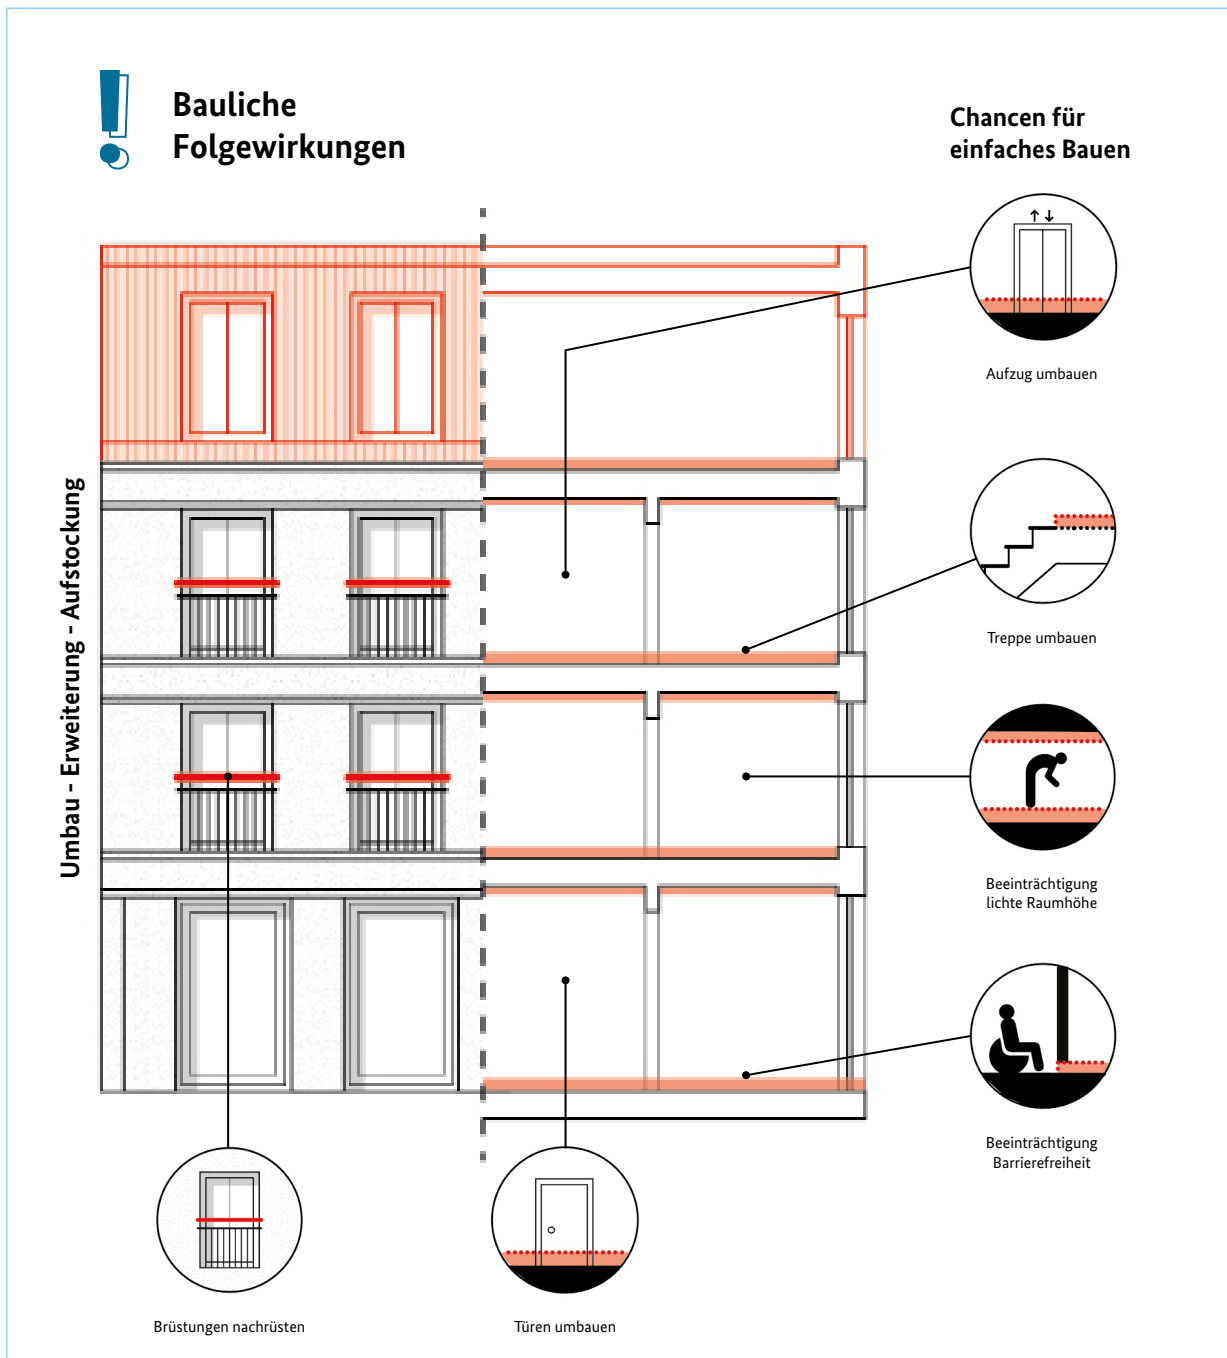 Bauliche
Folgewirkungen
Chancen für
einfaches Bauen
Aufzug umbauen
Umbau - Erweiterung - Aufstockung
Treppe umbauen
Beeinträchtigung
lichte Raumhöhe
Beeinträchtigung
Barrierefreiheit
Brüstungen nachrüsten
Türen umbauen